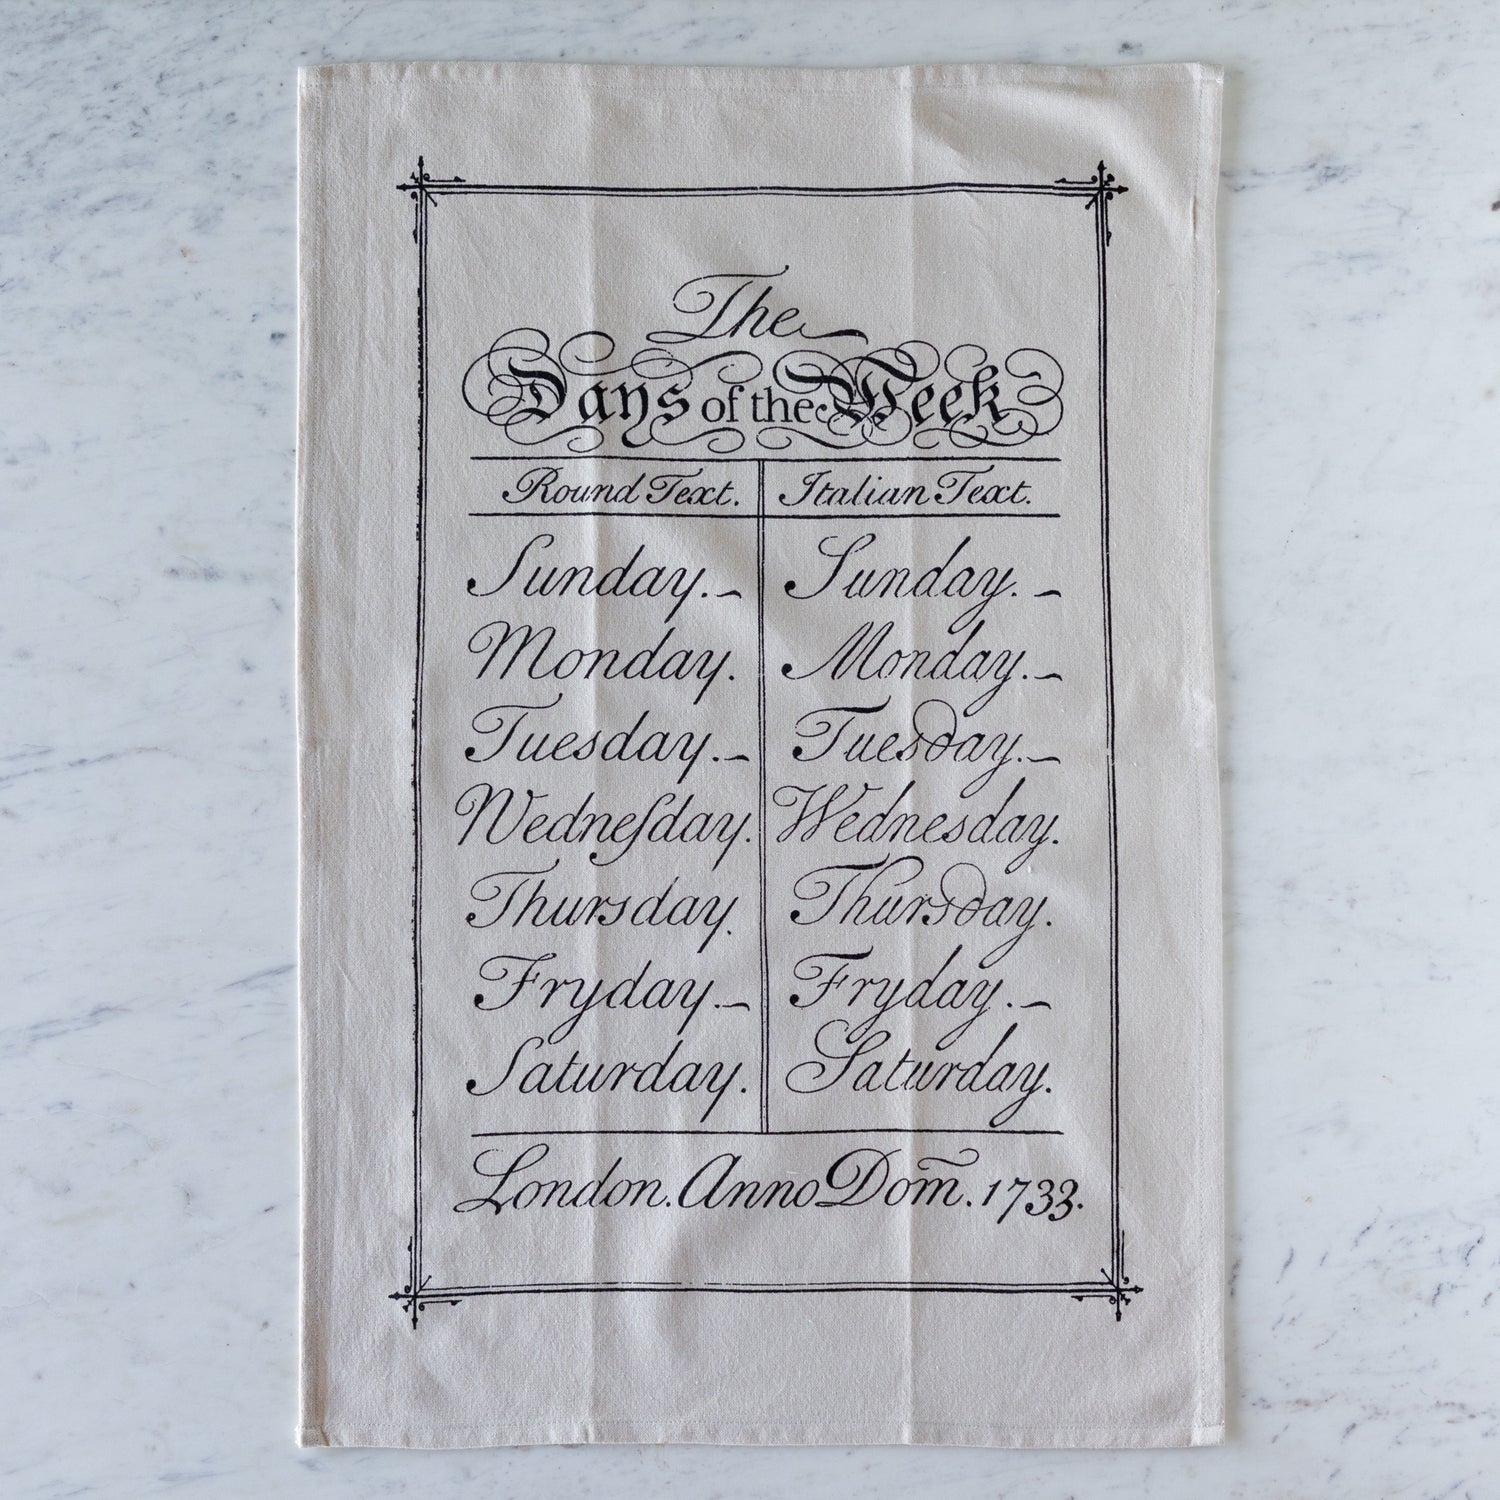 The
Days of the Week
Round Text. Italian Text.
Sunday. Sunday.
Monday. Monday.
Tuesday. Tuesday.
Wedneſday. Wednesday.
Thursday. Thursday.
Fryday. Fryday.
Saturday. Saturday.
London. Anno Dom̃. 1733.